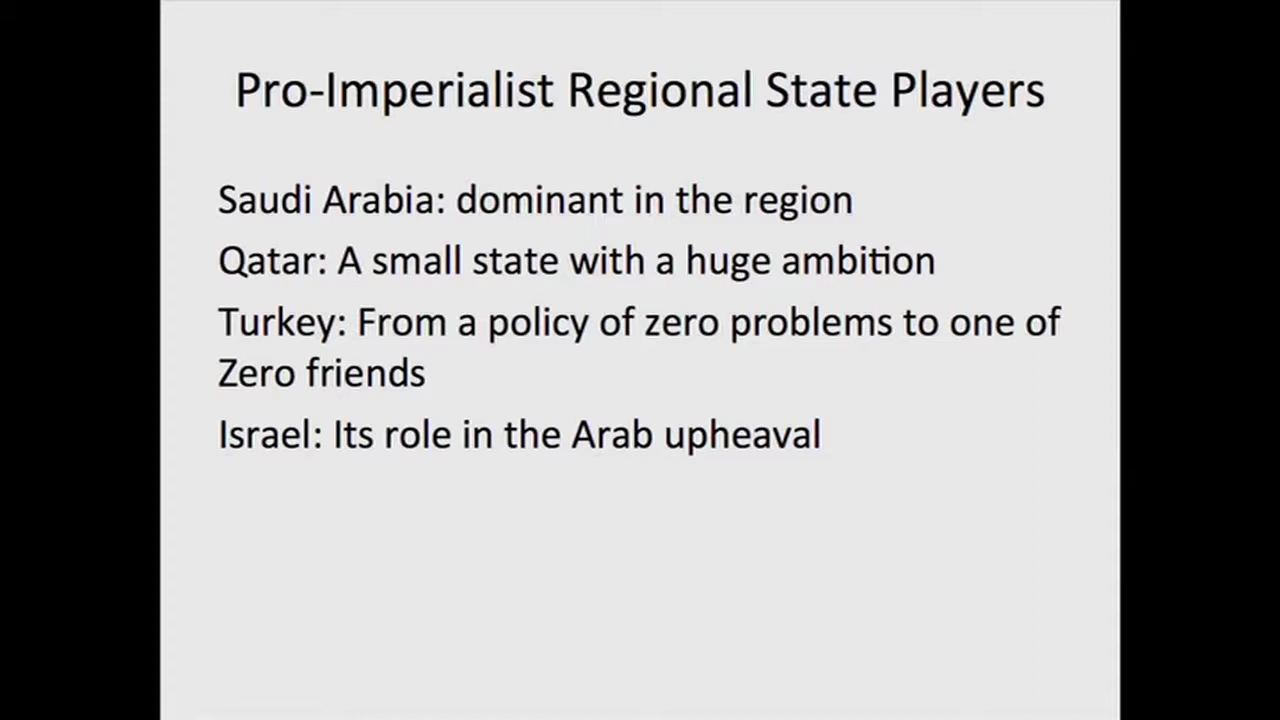 Pro-Imperialist Regional State Players
Saudi Arabia: dominant in the region
Qatar: A small state with a huge ambition
Turkey: From a policy of zero problems to one of
Zero friends
Israel: Its role in the Arab upheaval